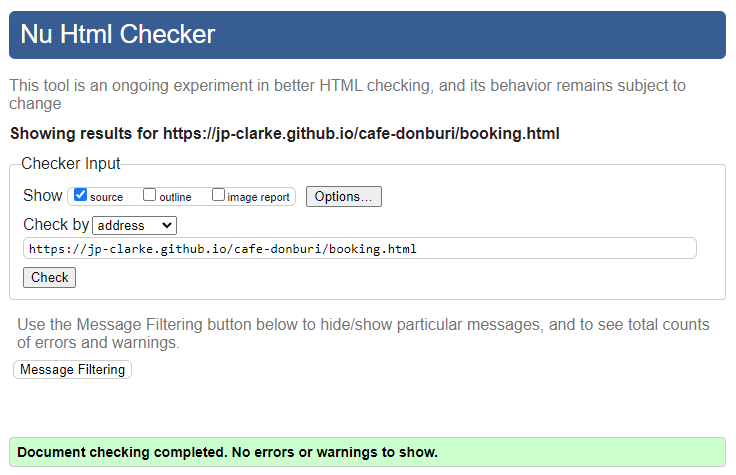 Nu Html Checker
This tool is an ongoing experiment in better HTML checking, and its behavior remains subject to
change
Showing results for https://jp-clarke.github.io/cafe-donburi/booking.html
Checker Input
Show source outline image report Options...
Check by address
https://jp-clarke.github.io/cafe-donburi/booking.html
Check
Use the Message Filtering button below to hide/show particular messages, and to see total counts
of errors and warnings.
Message Filtering
Document checking completed. No errors or warnings to show.